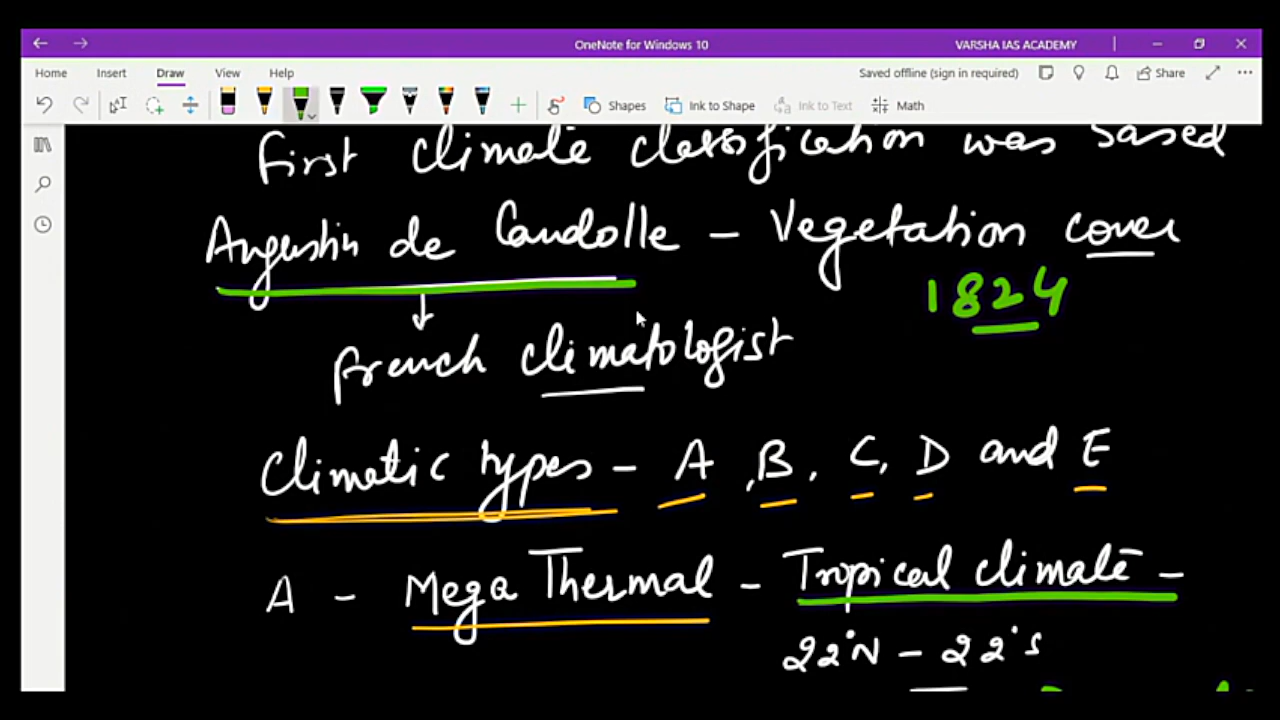 OneNote for Windows 10
VARSHA IAS ACADEMY
Home Insert Draw View Help
Saved offline (sign in required)
Share
Shapes
Ink to Shape
Ink to Text
Math
First climate classification was based
Augustin de Candolle – Vegetation cover
1824
french climatologist
Climatic types – A, B, C, D and E
A – Mega Thermal – Tropical climate –
22°N – 22°S